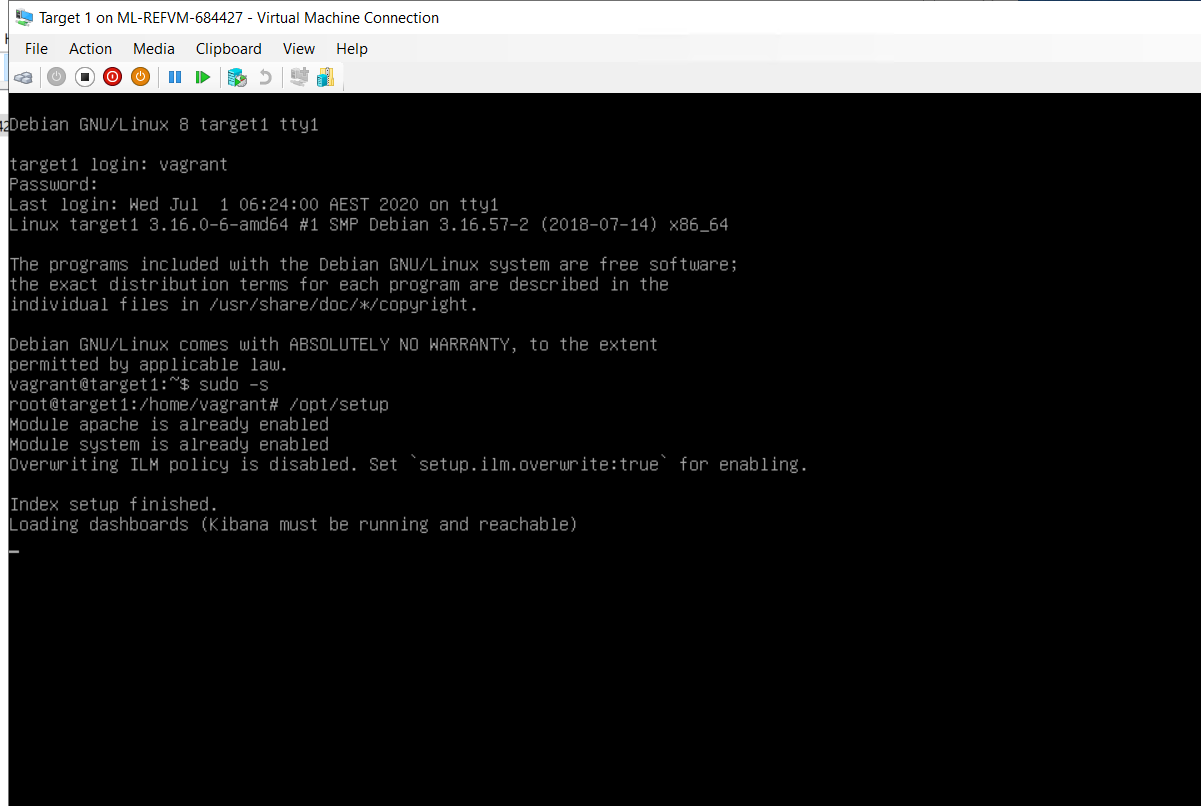 Target 1 on ML-REFVM-684427 - Virtual Machine Connection
File Action Media Clipboard View Help
Debian GNU/Linux 8 target1 tty1
target1 login: vagrant
Password:
Last login: Wed Jul  1 06:24:00 AEST 2020 on tty1
Linux target1 3.16.0-6-amd64 #1 SMP Debian 3.16.57-2 (2018-07-14) x86_64
The programs included with the Debian GNU/Linux system are free software;
the exact distribution terms for each program are described in the
individual files in /usr/share/doc/*/copyright.
Debian GNU/Linux comes with ABSOLUTELY NO WARRANTY, to the extent
permitted by applicable law.
vagrant@target1:~$ sudo -s
root@target1:/home/vagrant# /opt/setup
Module apache is already enabled
Module system is already enabled
Overwriting ILM policy is disabled. Set `setup.ilm.overwrite:true` for enabling.
Index setup finished.
Loading dashboards (Kibana must be running and reachable)